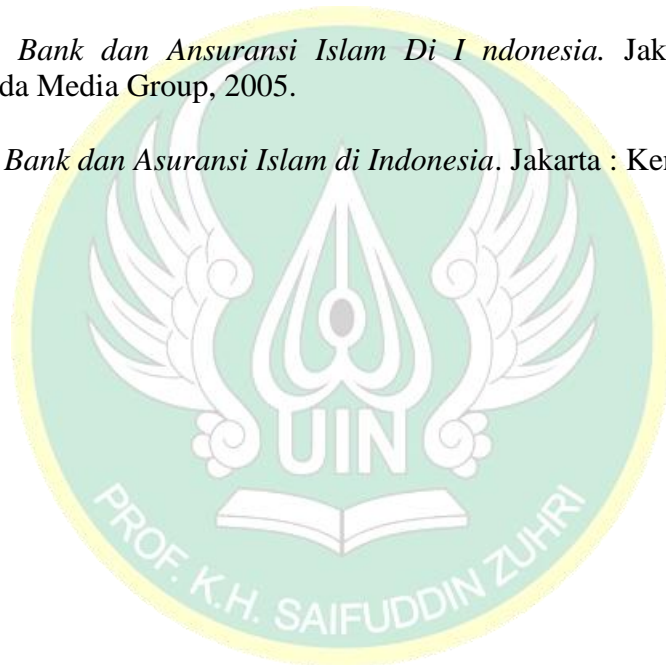 Bank dan Ansuransi Islam Di I ndonesia. Jak
da Media Group, 2005.
Bank dan Asuransi Islam di Indonesia. Jakarta : Ker
UIN
PROF. K.H. SAIFUDDIN ZUHRI